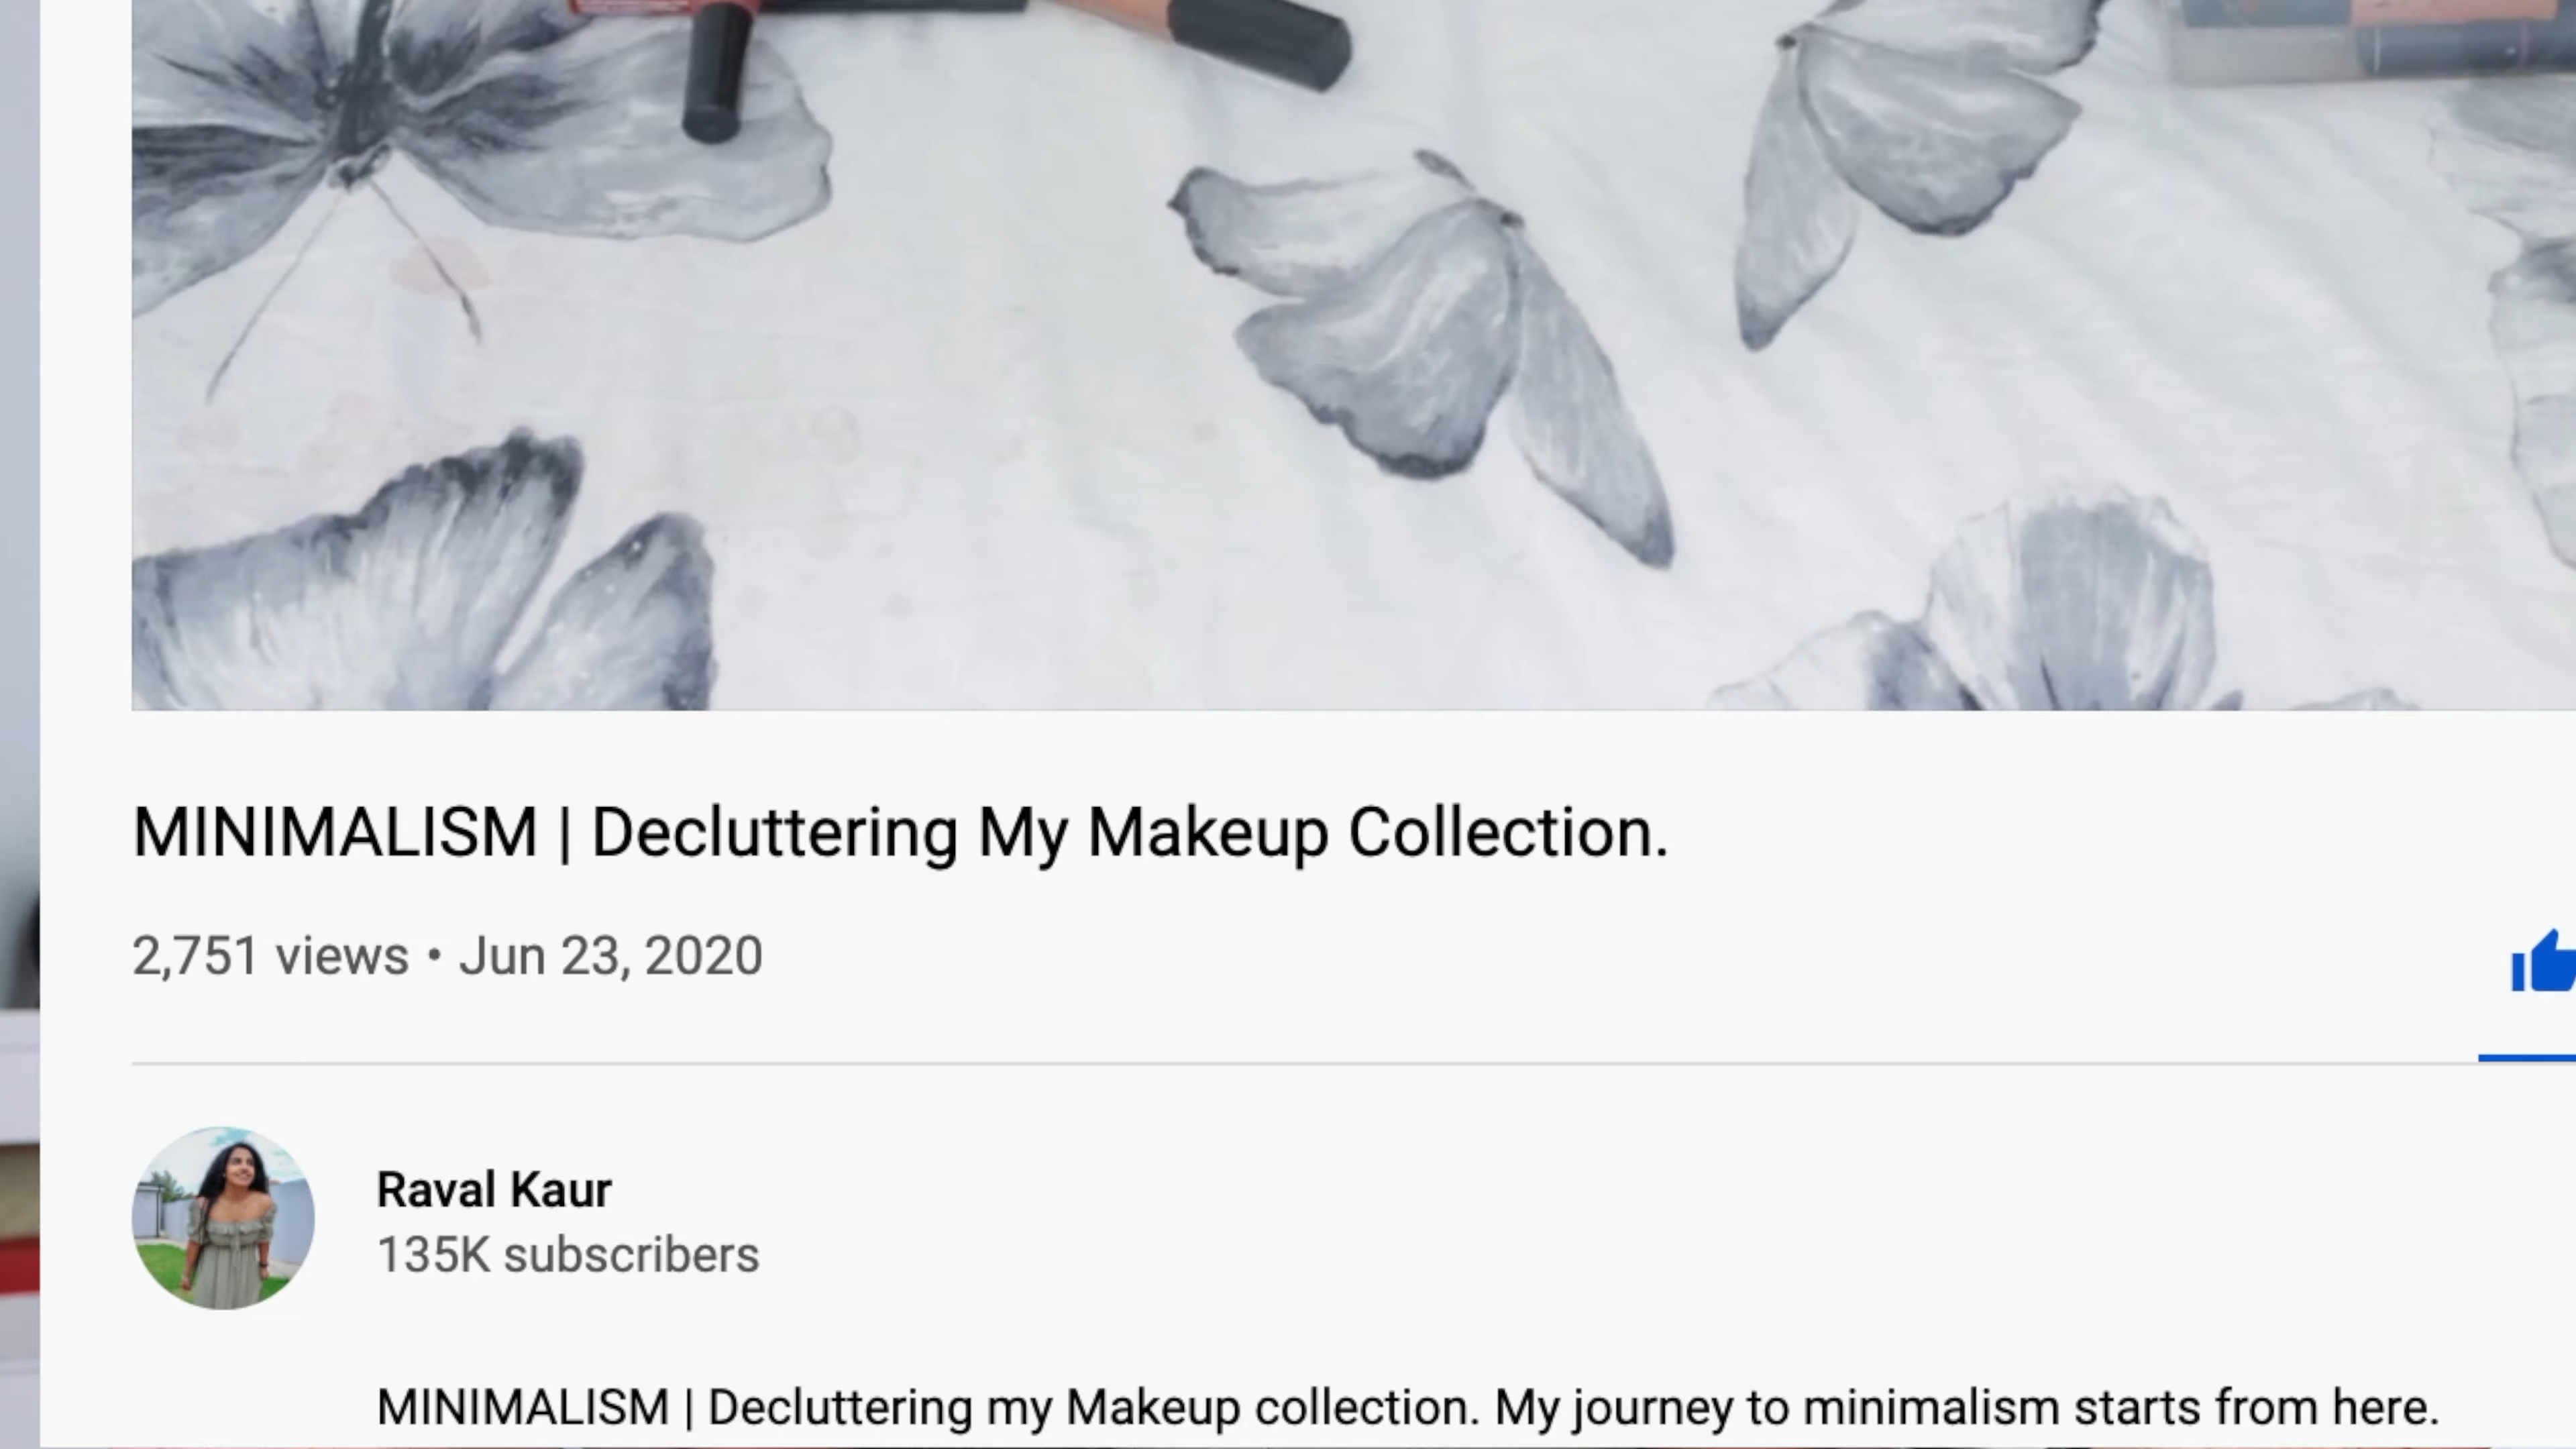 MINIMALISM | Decluttering My Makeup Collection.
2,751 views • Jun 23, 2020
Raval Kaur
135K subscribers
MINIMALISM | Decluttering my Makeup collection. My journey to minimalism starts from here.